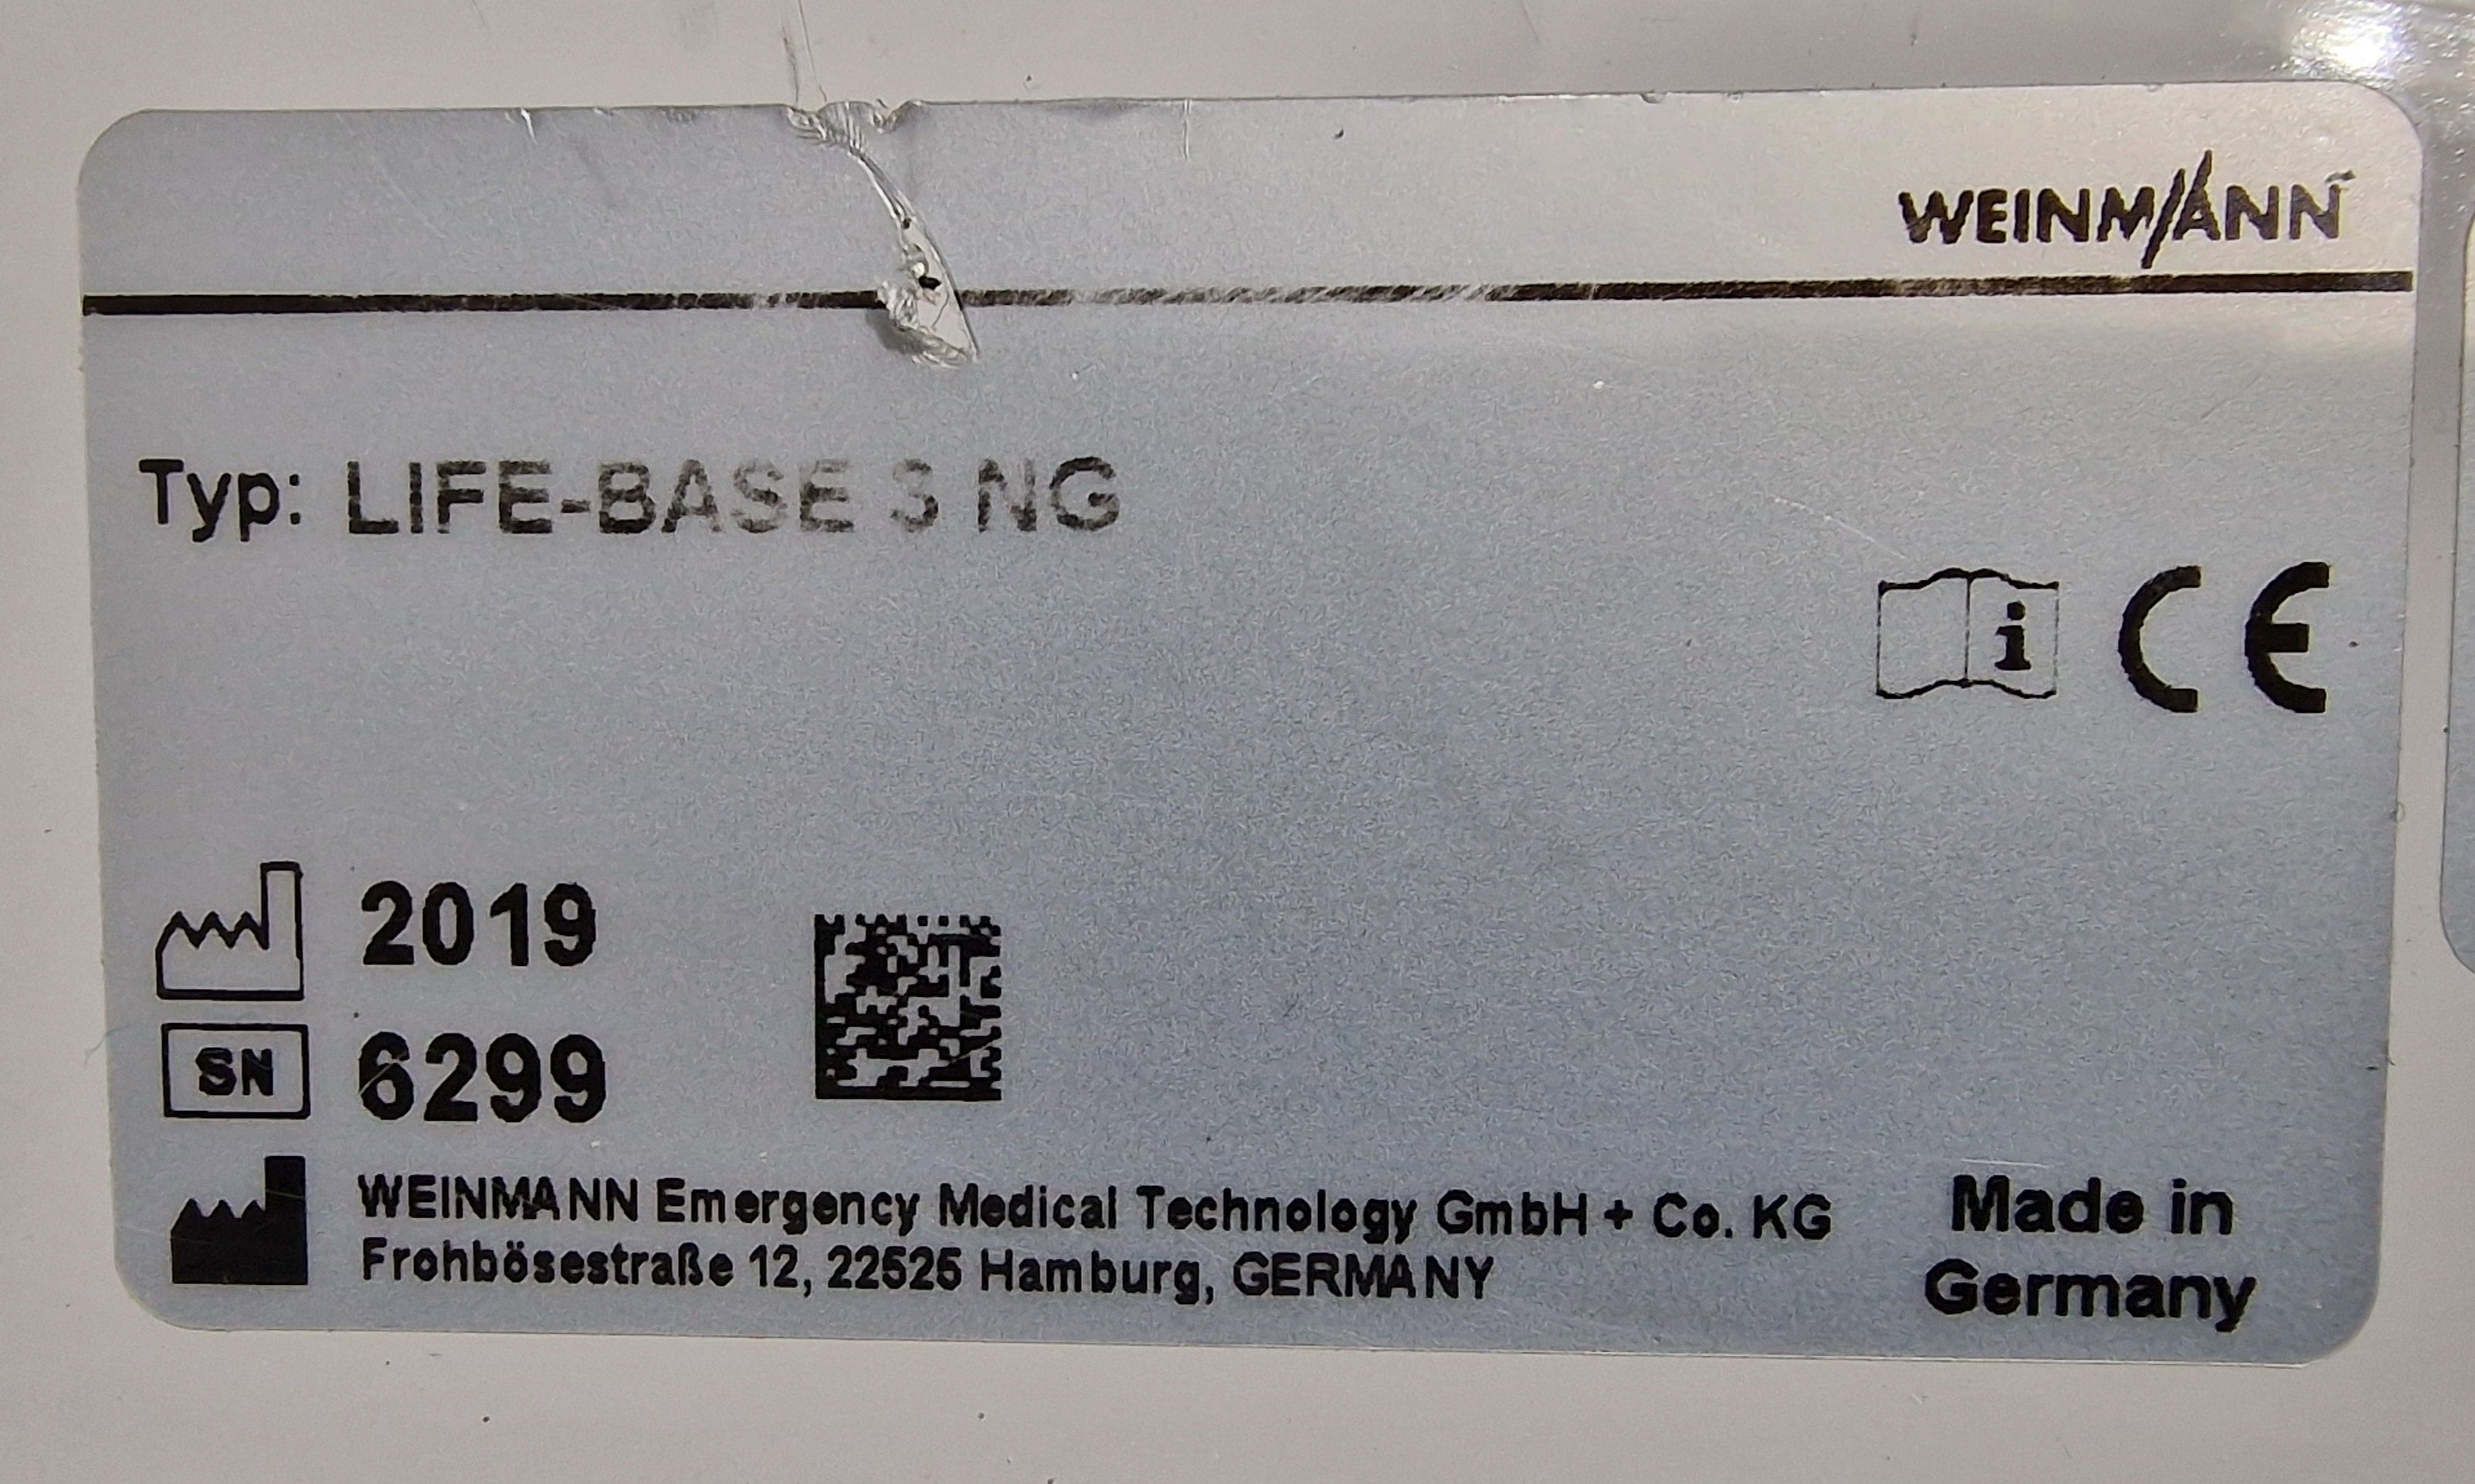 WEINMANN
Typ: LIFE-BASE 3 NG
i CE
2019
SN 6299
WEINMANN Emergency Medical Technology GmbH + Co. KG
Frohbösestraße 12, 22525 Hamburg, GERMANY
Made in
Germany